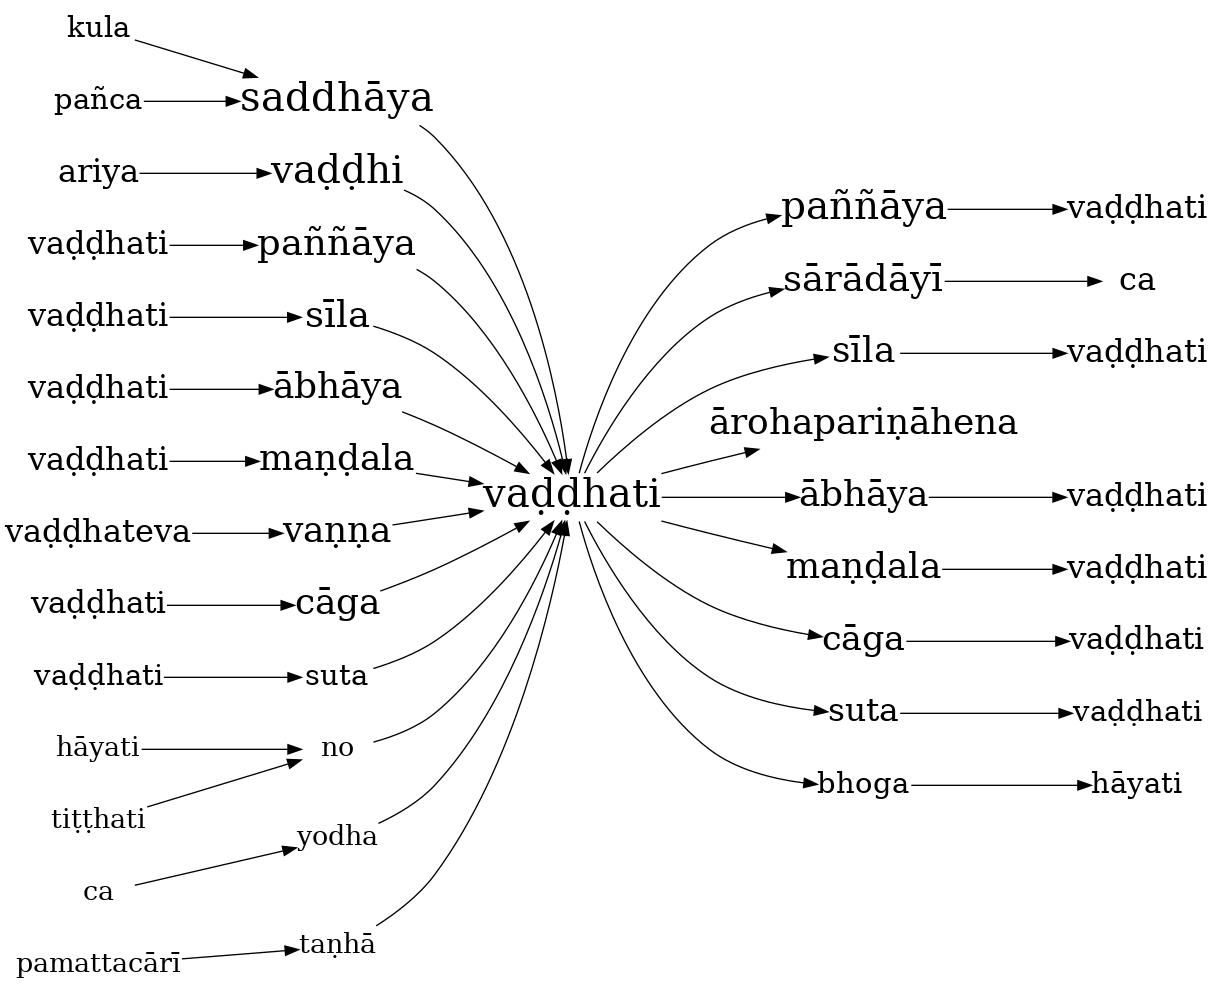 kula
pañca
ariya
vaḍḍhati
vaḍḍhati
vaḍḍhati
vaḍḍhati
vaḍḍhateva
vaḍḍhati
vaḍḍhati
hāyati
tiṭṭhati
ca
pamattacārī
saddhāya
vaḍḍhi
paññāya
sīla
ābhāya
maṇḍala
vaṇṇa
cāga
suta
no
yodha
taṇhā
vaḍḍhati
paññāya
sārādāyī
sīla
ārohapariṇāhena
ābhāya
maṇḍala
cāga
suta
bhoga
vaḍḍhati
ca
vaḍḍhati
vaḍḍhati
vaḍḍhati
vaḍḍhati
vaḍḍhati
hāyati